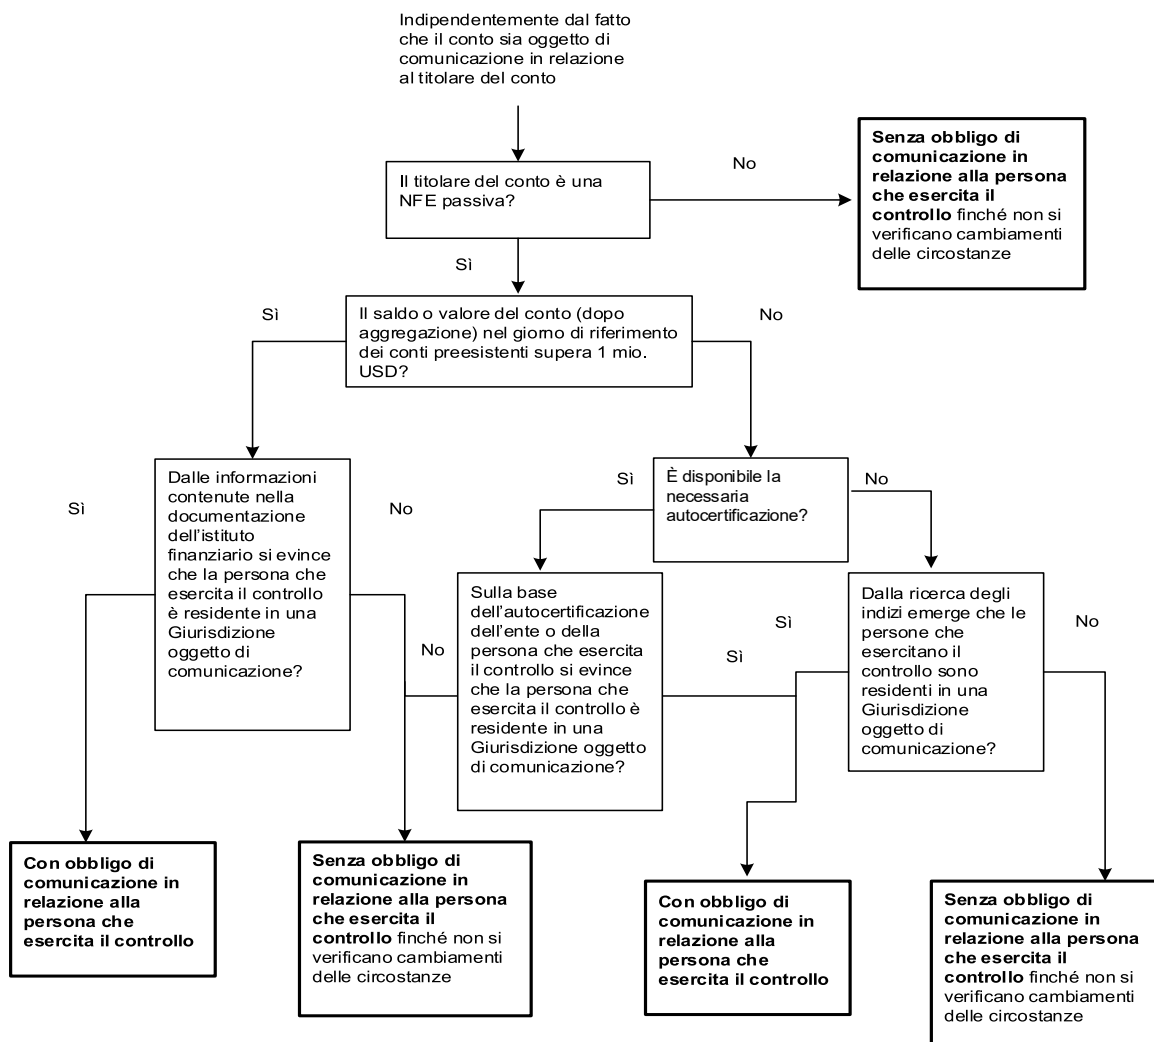 Indipendentemente dal fatto
che il conto sia oggetto di
comunicazione in relazione
al titolare del conto
Il titolare del conto è una
NFE passiva?
No
Senza obbligo di
comunicazione in
relazione alla persona
che esercita il
controllo finché non si
verificano cambiamenti
delle circostanze
Sì
Sì
Il saldo o valore del conto (dopo
aggregazione) nel giorno di riferimento
dei conti preesistenti supera 1 mio.
USD?
No
Sì
Dalle informazioni
contenute nella
documentazione
dell'istituto
finanziario si evince
che la persona che
esercita il controllo
è residente in una
Giurisdizione
oggetto di
comunicazione?
No
Sì
È disponibile la
necessaria
autocertificazione?
No
No
Sulla base
dell'autocertificazione
dell'ente o della
persona che esercita
il controllo si evince
che la persona che
esercita il controllo è
residente in una
Giurisdizione oggetto
di comunicazione?
Sì
Sì
Dalla ricerca degli
indizi emerge che le
persone che
esercitano il
controllo sono
residenti in una
Giurisdizione
oggetto di
comunicazione?
No
Con obbligo di
comunicazione in
relazione alla
persona che
esercita il controllo
Senza obbligo di
comunicazione in
relazione alla persona
che esercita il
controllo finché non si
verificano cambiamenti
delle circostanze
Con obbligo di
comunicazione in
relazione alla
persona che
esercita il controllo
Senza obbligo di
comunicazione in
relazione alla persona
che esercita il
controllo finché non si
verificano cambiamenti
delle circostanze